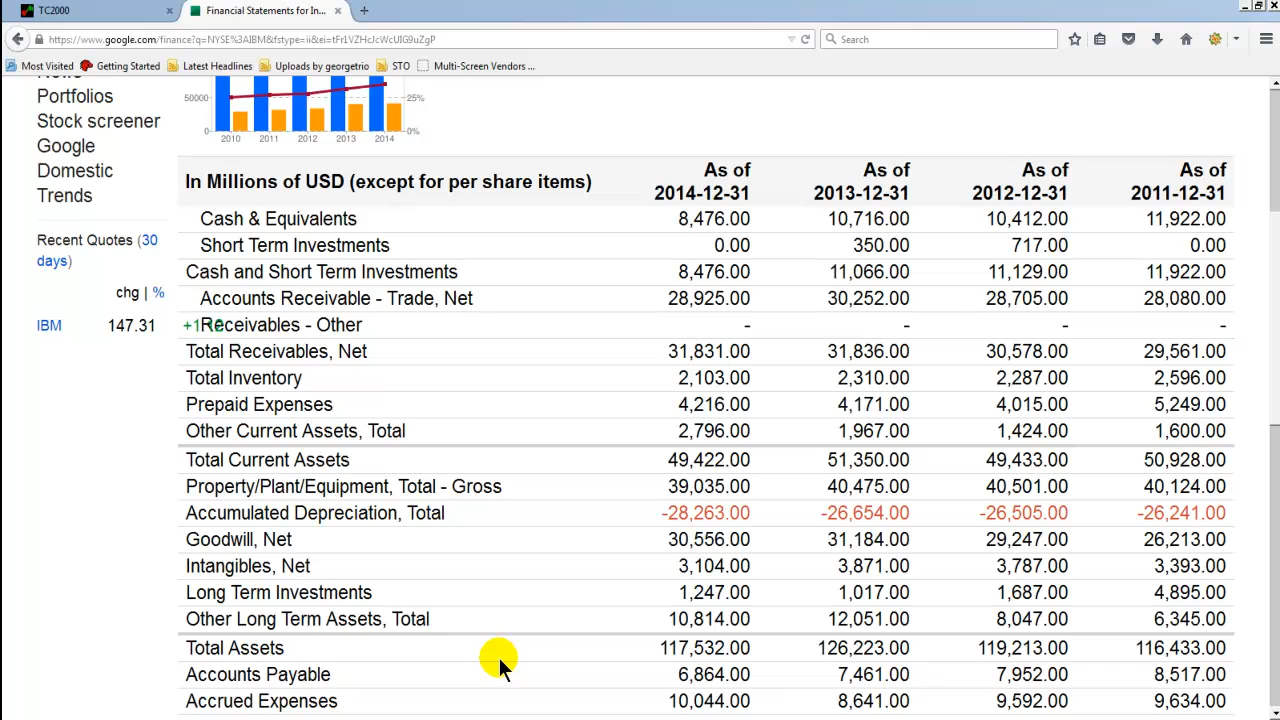 TC2000
Financial Statements for In...
https://www.google.com/finance?q=NYSE%3AIBM&fstype=ii&ei=tFr1VZHcJcWcUIG9uZgP
Search
Most Visited Getting Started Latest Headlines Uploads by georgetrio STO Multi-Screen Vendors ...
News
Portfolios
Stock screener
Google
Domestic
Trends
Recent Quotes (30
days)
chg | %
IBM 147.31
50000 25%
0 0%
2010 2011 2012 2013 2014
In Millions of USD (except for per share items) As of 2014-12-31 As of 2013-12-31 As of 2012-12-31 As of 2011-12-31
Cash & Equivalents 8,476.00 10,716.00 10,412.00 11,922.00
Short Term Investments 0.00 350.00 717.00 0.00
Cash and Short Term Investments 8,476.00 11,066.00 11,129.00 11,922.00
Accounts Receivable - Trade, Net 28,925.00 30,252.00 28,705.00 28,080.00
Receivables - Other - - - -
Total Receivables, Net 31,831.00 31,836.00 30,578.00 29,561.00
Total Inventory 2,103.00 2,310.00 2,287.00 2,596.00
Prepaid Expenses 4,216.00 4,171.00 4,015.00 5,249.00
Other Current Assets, Total 2,796.00 1,967.00 1,424.00 1,600.00
Total Current Assets 49,422.00 51,350.00 49,433.00 50,928.00
Property/Plant/Equipment, Total - Gross 39,035.00 40,475.00 40,501.00 40,124.00
Accumulated Depreciation, Total -28,263.00 -26,654.00 -26,505.00 -26,241.00
Goodwill, Net 30,556.00 31,184.00 29,247.00 26,213.00
Intangibles, Net 3,104.00 3,871.00 3,787.00 3,393.00
Long Term Investments 1,247.00 1,017.00 1,687.00 4,895.00
Other Long Term Assets, Total 10,814.00 12,051.00 8,047.00 6,345.00
Total Assets 117,532.00 126,223.00 119,213.00 116,433.00
Accounts Payable 6,864.00 7,461.00 7,952.00 8,517.00
Accrued Expenses 10,044.00 8,641.00 9,592.00 9,634.00